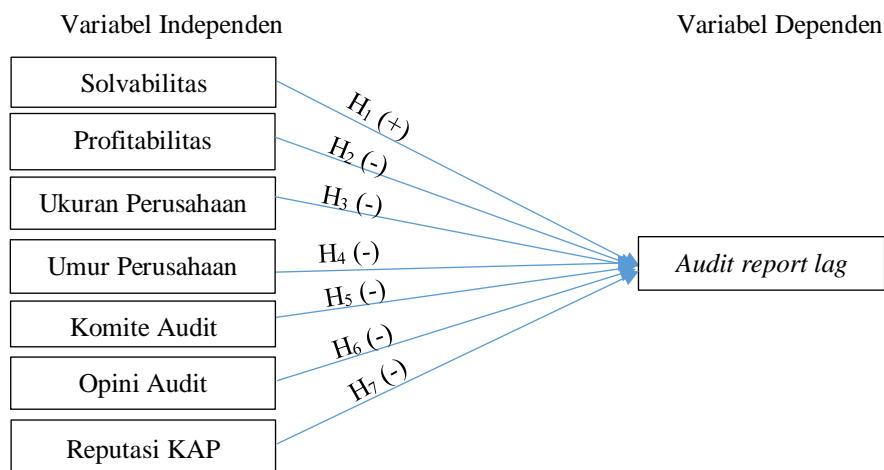 Variabel Independen
Variabel Dependen
Solvabilitas
H₁ (+)
Profitabilitas
H₂ (-)
Ukuran Perusahaan
H₃ (-)
Umur Perusahaan
H₄ (-)
Audit report lag
Komite Audit
H₅ (-)
Opini Audit
H₆ (-)
Reputasi KAP
H₇ (-)